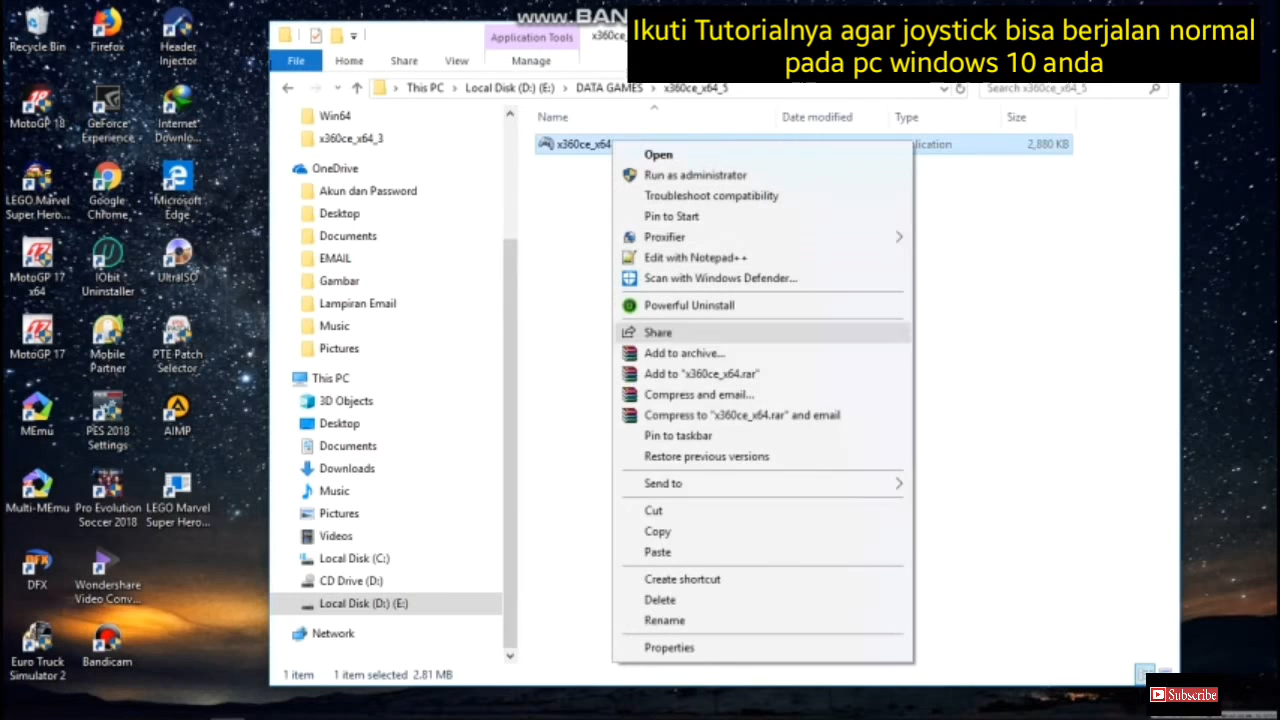 www.BAN
Ikuti Tutorialnya agar joystick bisa berjalan normal
pada pc windows 10 anda
Recycle Bin
Firefox
Header
Injector
MotoGP 18
GeForce
Experience
Internet
Downlo...
LEGO Marvel
Super Hero...
Google
Chrome
Microsoft
Edge
MotoGP 17
x64
IObit
Uninstaller
UltraISO
MotoGP 17
Mobile
Partner
PTE Patch
Selector
MEmu
PES 2018
Settings
AIMP
Multi-MEmu
Pro Evolution
Soccer 2018
LEGO Marvel
Super Hero...
DFX
Wondershare
Video Conv...
Euro Truck
Simulator 2
Bandicam
Application Tools
x360ce_
File
Home
Share
View
Manage
This PC
Local Disk (D:) (E:)
DATA GAMES
x360ce_x64_5
Search x360ce_x64_5
Win64
x360ce_x64_3
OneDrive
Akun dan Password
Desktop
Documents
EMAIL
Gambar
Lampiran Email
Music
Pictures
This PC
3D Objects
Desktop
Documents
Downloads
Music
Pictures
Videos
Local Disk (C:)
CD Drive (D:)
Local Disk (D:) (E:)
Network
Name
Date modified
Type
Size
x360ce_x64
lication
2,880 KB
Open
Run as administrator
Troubleshoot compatibility
Pin to Start
Proxifier
Edit with Notepad++
Scan with Windows Defender...
Powerful Uninstall
Share
Add to archive...
Add to "x360ce_x64.rar"
Compress and email...
Compress to "x360ce_x64.rar" and email
Pin to taskbar
Restore previous versions
Send to
Cut
Copy
Paste
Create shortcut
Delete
Rename
Properties
1 item
1 item selected 2.81 MB
Subscribe